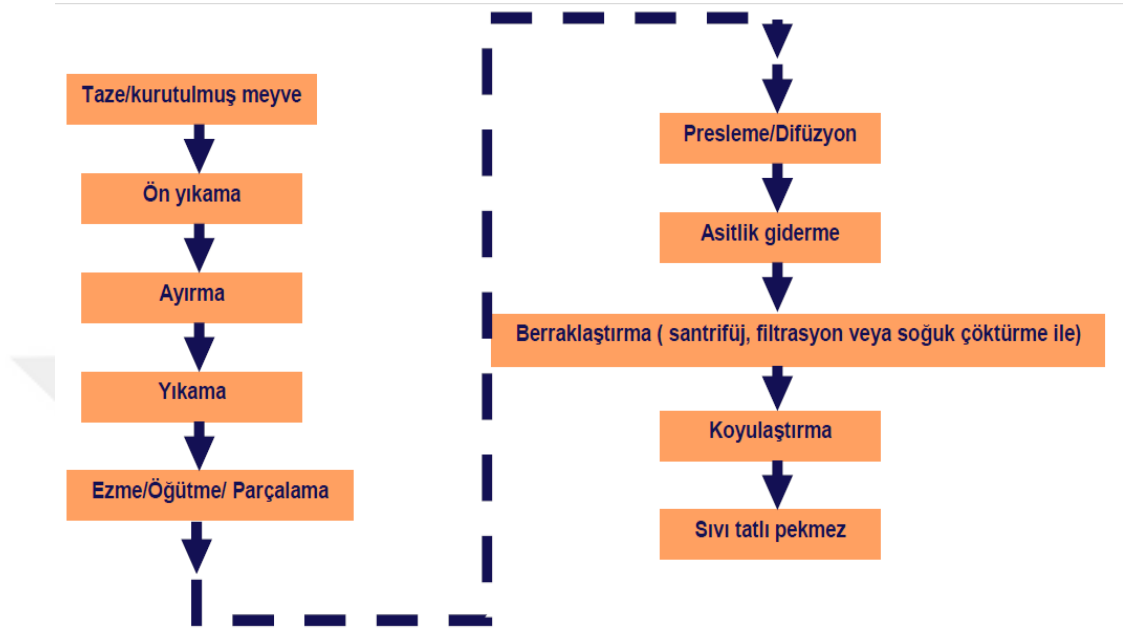 Taze/kurutulmuş meyve
Ön yıkama
Ayırma
Yıkama
Ezme/Öğütme/ Parçalama
Presleme/Difüzyon
Asitlik giderme
Berraklaştırma ( santrifüj, filtrasyon veya soğuk çöktürme ile)
Koyulaştırma
Sıvı tatlı pekmez